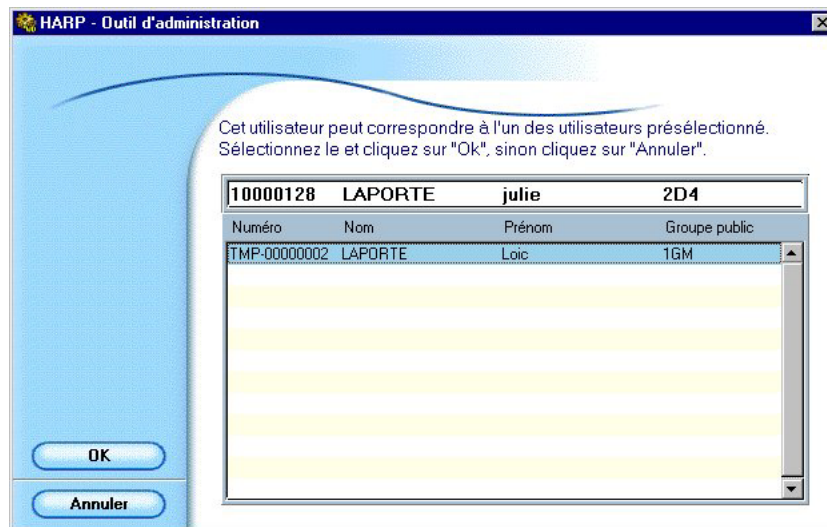 HARP - Outil d'administration
Cet utilisateur peut correspondre à l'un des utilisateurs présélectionné.
Sélectionnez le et cliquez sur "Ok", sinon cliquez sur "Annuler".
10000128 LAPORTE julie 2D4
Numéro Nom Prénom Groupe public
TMP-00000002 LAPORTE Loic 1GM
OK
Annuler